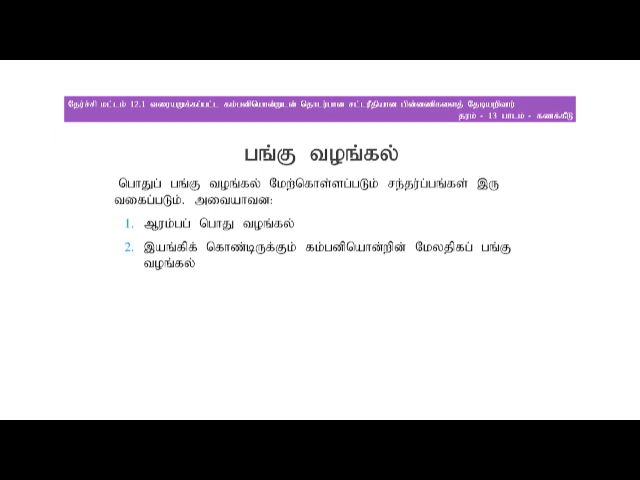 தேர்ச்சி மட்டம் 12.1 வரையறுக்கப்பட்ட கம்பனியொன்றுடன் தொடர்பான சட்டரீதியான பின்னணிகளைத் தேடியறிவார்
தரம் - 13 பாடம் - கணக்கீடு
பங்கு வழங்கல்
பொதுப் பங்கு வழங்கல் மேற்கொள்ளப்படும் சந்தர்ப்பங்கள் இரு
வகைப்படும். அவையாவன:
1. ஆரம்பப் பொது வழங்கல்
2. இயங்கிக் கொண்டிருக்கும் கம்பனியொன்றின் மேலதிகப் பங்கு
வழங்கல்